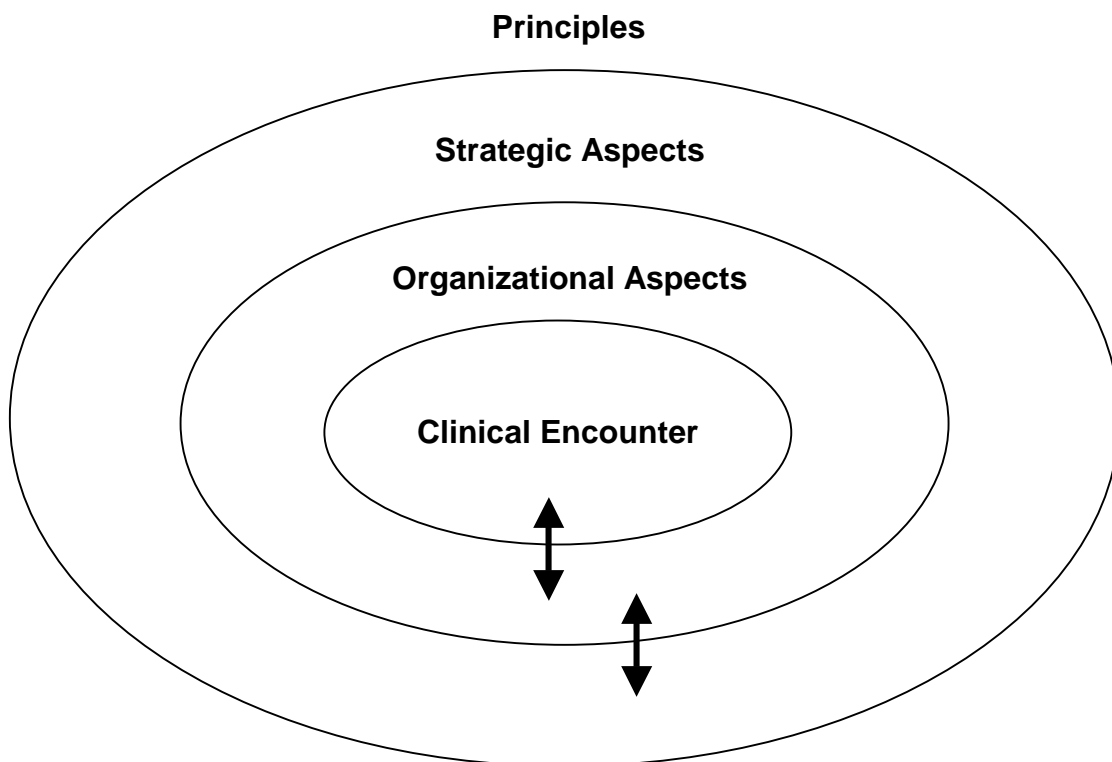 Principles
Strategic Aspects
Organizational Aspects
Clinical Encounter